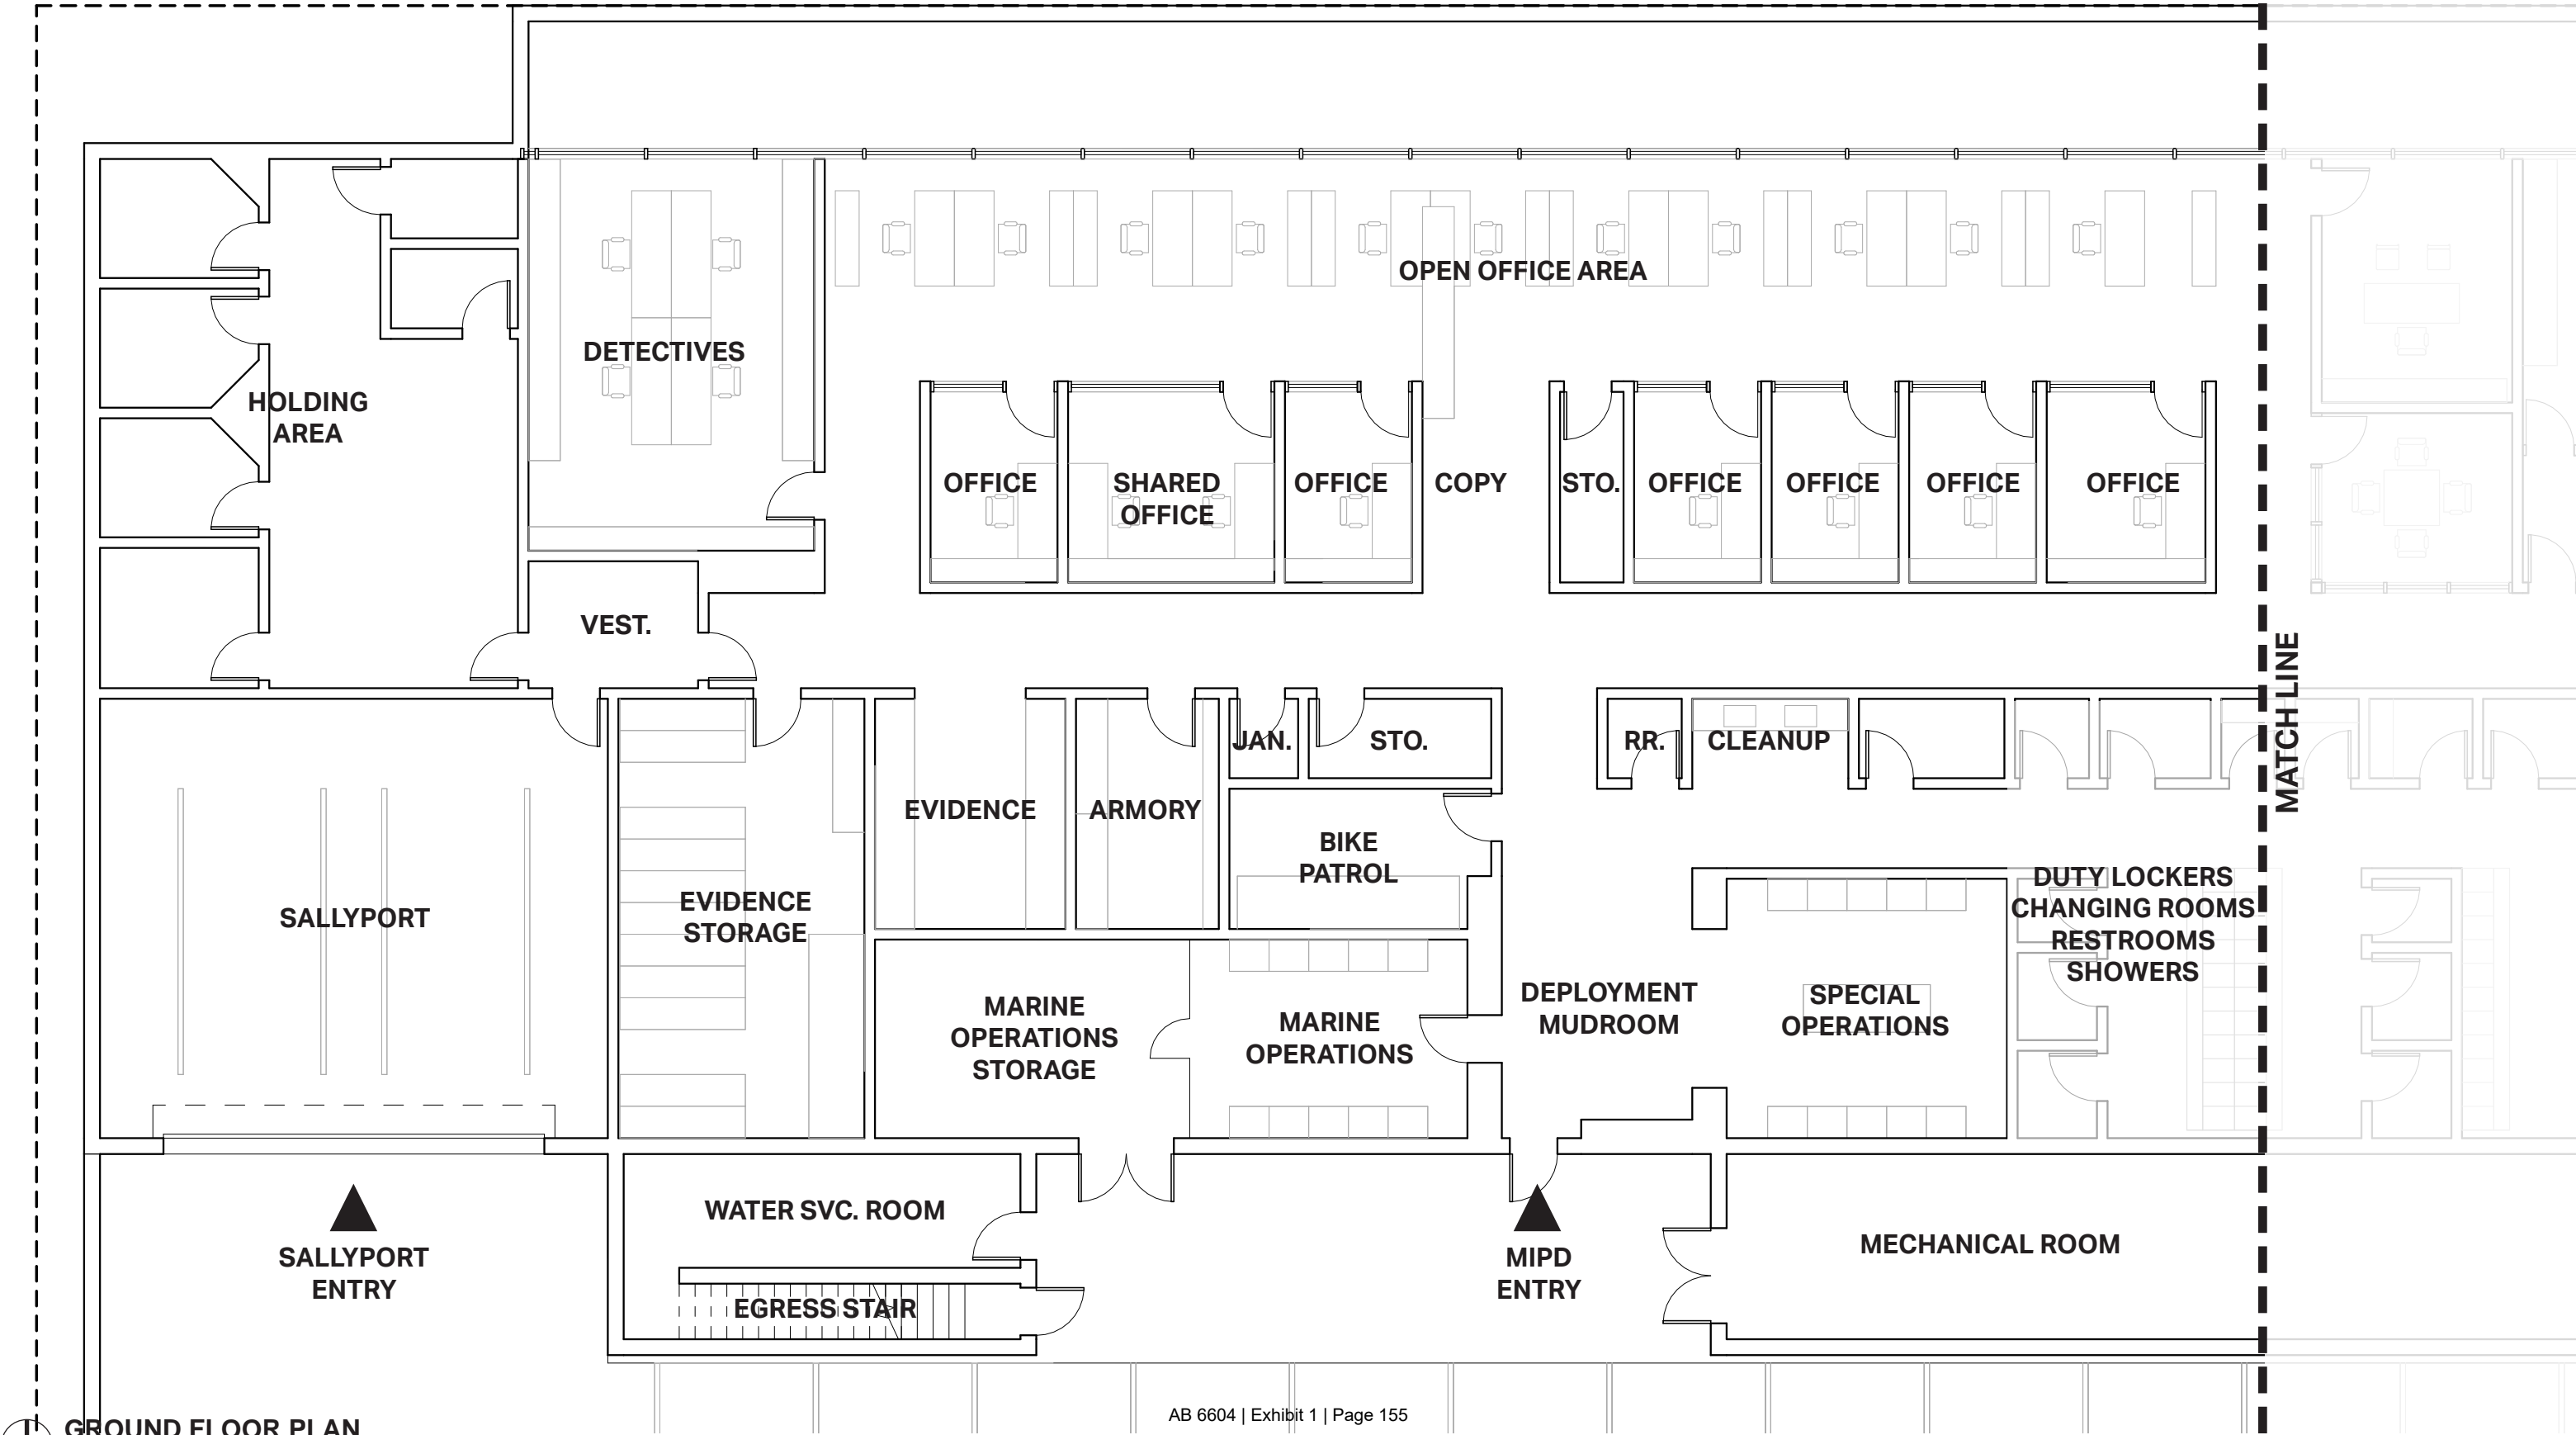 OPEN OFFICE AREA
DETECTIVES
HOLDING
AREA
OFFICE
SHARED
OFFICE
OFFICE
COPY
STO.
OFFICE
OFFICE
OFFICE
OFFICE
VEST.
MATCH LINE
JAN.
STO.
RR.
CLEANUP
EVIDENCE
ARMORY
BIKE
PATROL
SALLYPORT
EVIDENCE
STORAGE
DUTY LOCKERS
CHANGING ROOMS
RESTROOMS
SHOWERS
MARINE
OPERATIONS
STORAGE
MARINE
OPERATIONS
DEPLOYMENT
MUDROOM
SPECIAL
OPERATIONS
WATER SVC. ROOM
SALLYPORT
ENTRY
MIPD
ENTRY
MECHANICAL ROOM
EGRESS STAIR
AB 6604 | Exhibit 1 | Page 155
GROUND FLOOR PLAN